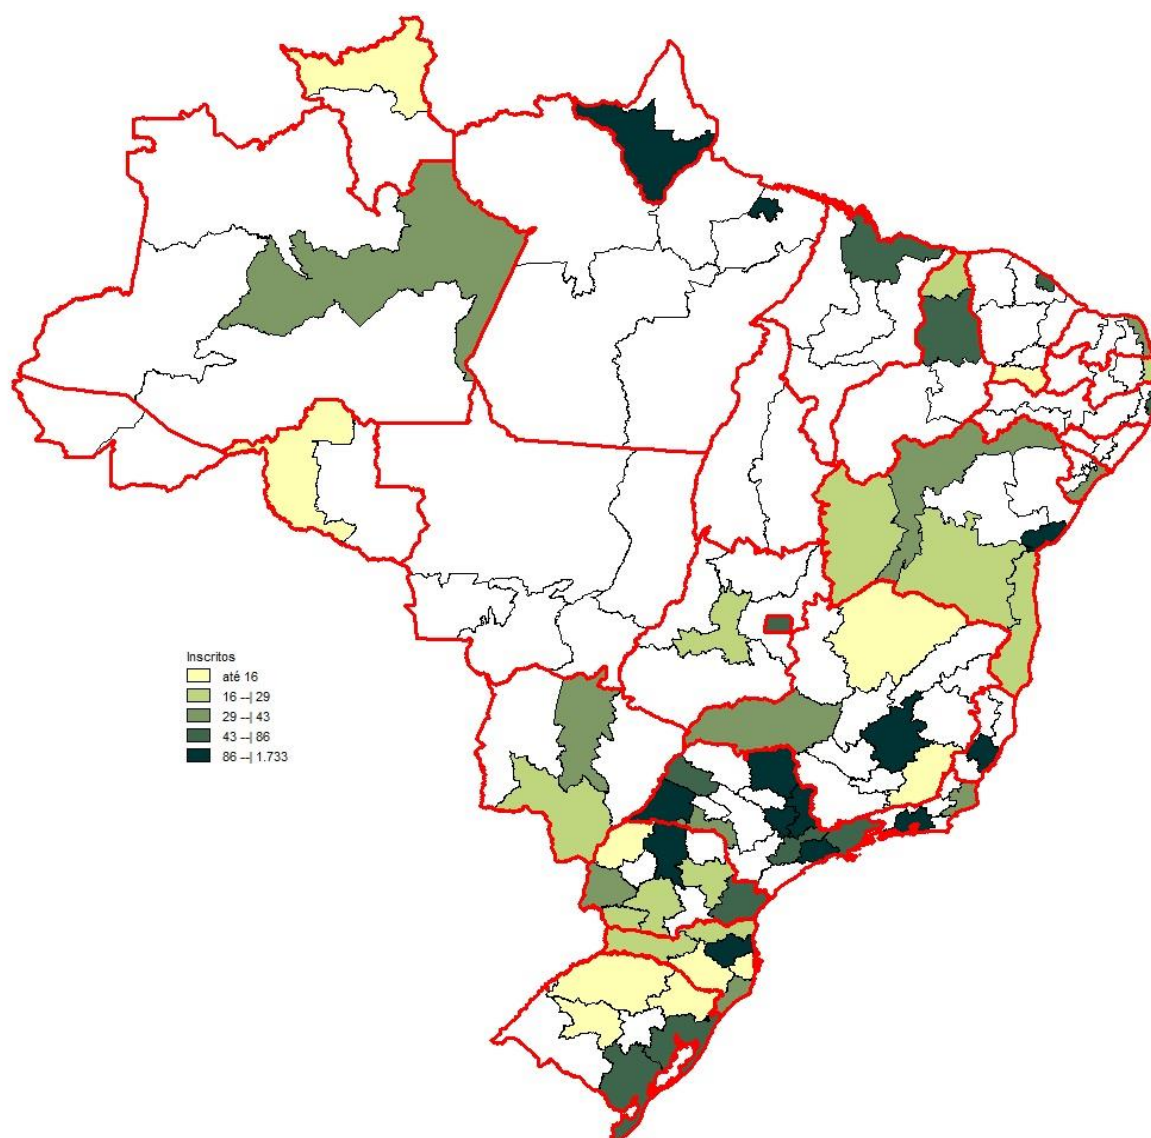 Inscritos
até 16
16 --| 29
29 --| 43
43 --| 86
86 --| 1.733